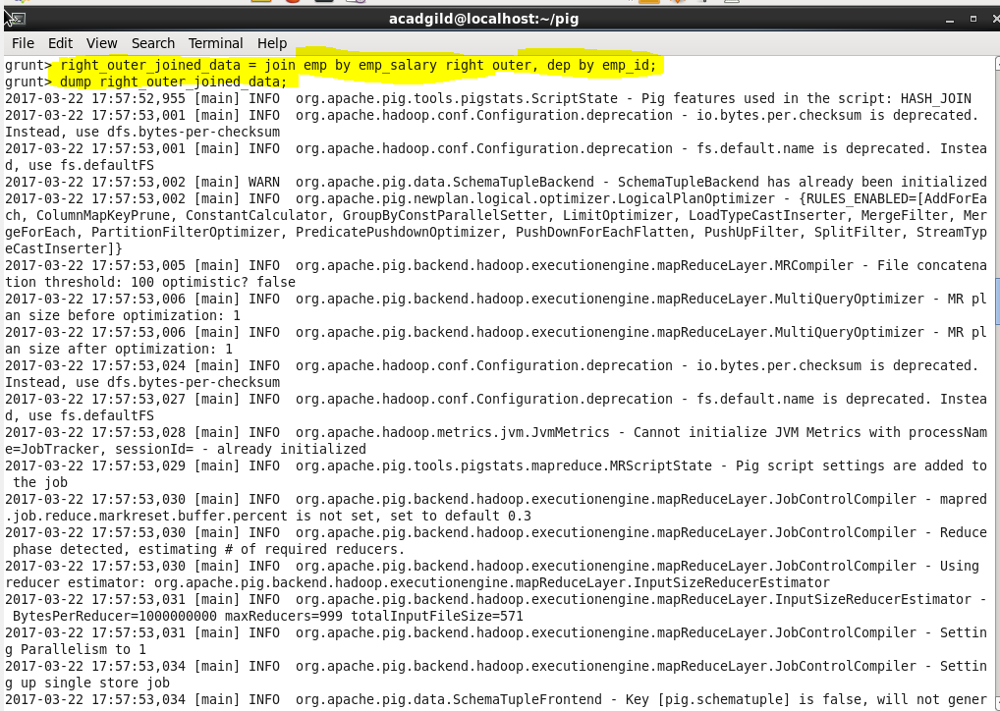 acadgild@localhost:~/pig
File Edit View Search Terminal Help
grunt> right_outer_joined_data = join emp by emp_salary right outer, dep by emp_id;
grunt> dump right_outer_joined_data;
2017-03-22 17:57:52,955 [main] INFO  org.apache.pig.tools.pigstats.ScriptState - Pig features used in the script: HASH_JOIN
2017-03-22 17:57:53,001 [main] INFO  org.apache.hadoop.conf.Configuration.deprecation - io.bytes.per.checksum is deprecated.
Instead, use dfs.bytes-per-checksum
2017-03-22 17:57:53,001 [main] INFO  org.apache.hadoop.conf.Configuration.deprecation - fs.default.name is deprecated. Instea
d, use fs.defaultFS
2017-03-22 17:57:53,002 [main] WARN  org.apache.pig.data.SchemaTupleBackend - SchemaTupleBackend has already been initialized
2017-03-22 17:57:53,002 [main] INFO  org.apache.pig.newplan.logical.optimizer.LogicalPlanOptimizer - {RULES_ENABLED=[AddForEa
ch, ColumnMapKeyPrune, ConstantCalculator, GroupByConstParallelSetter, LimitOptimizer, LoadTypeCastInserter, MergeFilter, Mer
geForEach, PartitionFilterOptimizer, PredicatePushdownOptimizer, PushDownForEachFlatten, PushUpFilter, SplitFilter, StreamTyp
eCastInserter]}
2017-03-22 17:57:53,005 [main] INFO  org.apache.pig.backend.hadoop.executionengine.mapReduceLayer.MRCompiler - File concatena
tion threshold: 100 optimistic? false
2017-03-22 17:57:53,006 [main] INFO  org.apache.pig.backend.hadoop.executionengine.mapReduceLayer.MultiQueryOptimizer - MR pl
an size before optimization: 1
2017-03-22 17:57:53,006 [main] INFO  org.apache.pig.backend.hadoop.executionengine.mapReduceLayer.MultiQueryOptimizer - MR pl
an size after optimization: 1
2017-03-22 17:57:53,024 [main] INFO  org.apache.hadoop.conf.Configuration.deprecation - io.bytes.per.checksum is deprecated.
Instead, use dfs.bytes-per-checksum
2017-03-22 17:57:53,027 [main] INFO  org.apache.hadoop.conf.Configuration.deprecation - fs.default.name is deprecated. Instea
d, use fs.defaultFS
2017-03-22 17:57:53,028 [main] INFO  org.apache.hadoop.metrics.jvm.JvmMetrics - Cannot initialize JVM Metrics with processNam
e=JobTracker, sessionId= - already initialized
2017-03-22 17:57:53,029 [main] INFO  org.apache.pig.tools.pigstats.mapreduce.MRScriptState - Pig script settings are added to
 the job
2017-03-22 17:57:53,030 [main] INFO  org.apache.pig.backend.hadoop.executionengine.mapReduceLayer.JobControlCompiler - mapred
.job.reduce.markreset.buffer.percent is not set, set to default 0.3
2017-03-22 17:57:53,030 [main] INFO  org.apache.pig.backend.hadoop.executionengine.mapReduceLayer.JobControlCompiler - Reduce
phase detected, estimating # of required reducers.
2017-03-22 17:57:53,030 [main] INFO  org.apache.pig.backend.hadoop.executionengine.mapReduceLayer.JobControlCompiler - Using
reducer estimator: org.apache.pig.backend.hadoop.executionengine.mapReduceLayer.InputSizeReducerEstimator
2017-03-22 17:57:53,031 [main] INFO  org.apache.pig.backend.hadoop.executionengine.mapReduceLayer.InputSizeReducerEstimator -
 BytesPerReducer=1000000000 maxReducers=999 totalInputFileSize=571
2017-03-22 17:57:53,031 [main] INFO  org.apache.pig.backend.hadoop.executionengine.mapReduceLayer.JobControlCompiler - Settin
g Parallelism to 1
2017-03-22 17:57:53,034 [main] INFO  org.apache.pig.backend.hadoop.executionengine.mapReduceLayer.JobControlCompiler - Settin
g up single store job
2017-03-22 17:57:53,034 [main] INFO  org.apache.pig.data.SchemaTupleFrontend - Key [pig.schematuple] is false, will not gener